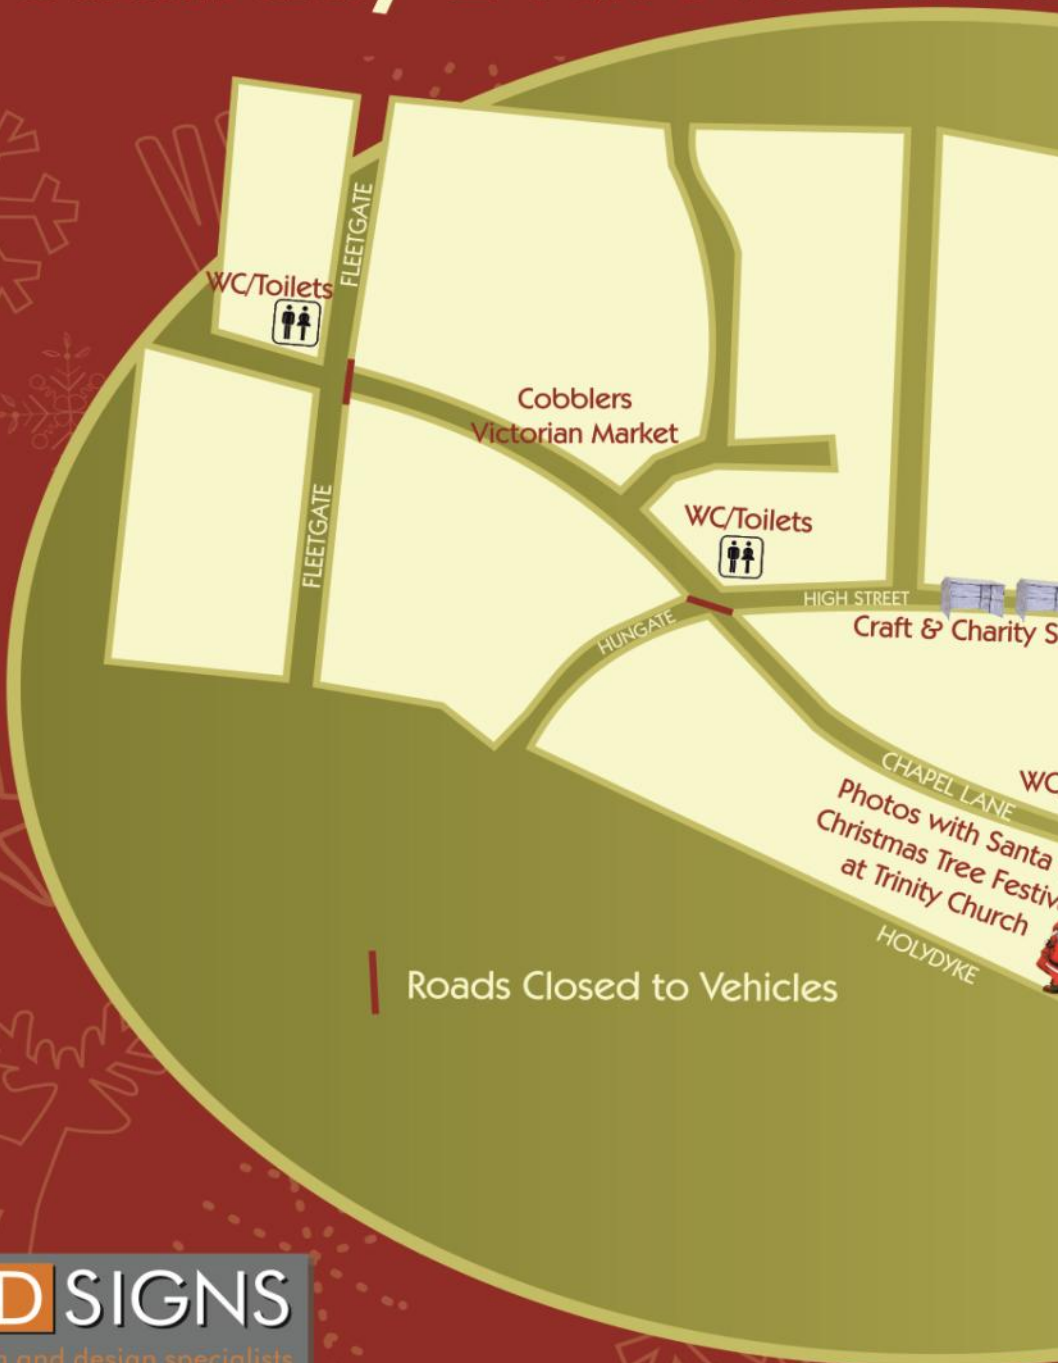 FLEETGATE
WC/Toilets
Cobblers
Victorian Market
FLEETGATE
WC/Toilets
HIGH STREET
HUNGATE
Craft & Charity S
CHAPEL LANE
WC
Photos with Santa
Christmas Tree Festiv
at Trinity Church
HOLYDYKE
Roads Closed to Vehicles
D SIGNS
and design specialists